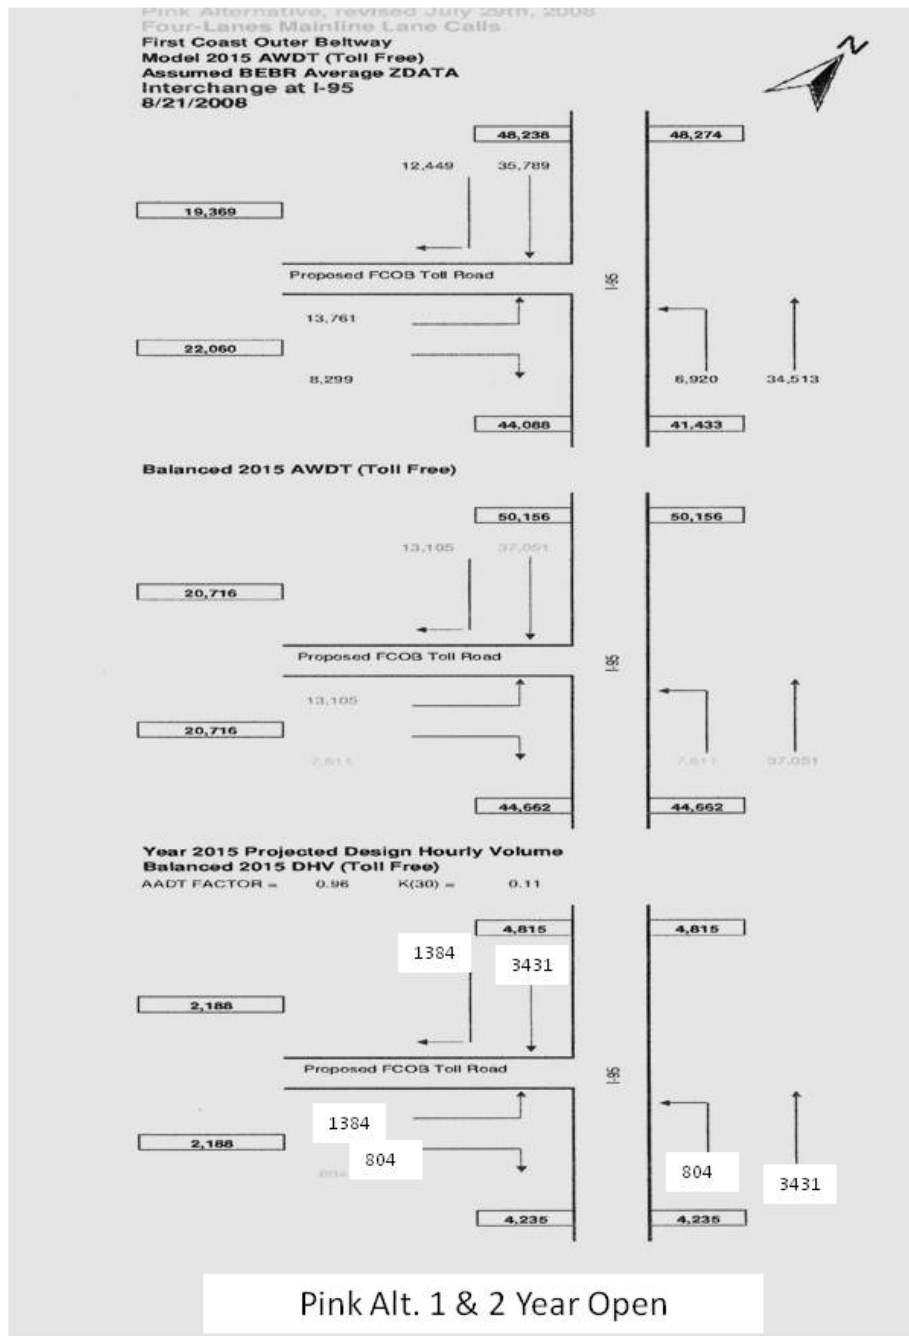 Pink Alternative, revised July 29th, 2008
Four-Lanes Mainline Lane Calls
First Coast Outer Beltway
Model 2015 AWDT (Toll Free)
Assumed BEBR Average ZDATA
Interchange at I-95
8/21/2008
N
48,238 48,274
12,449 35,789
19,369
Proposed FCOB Toll Road
I-95
13,761
22,060
8,299 6,920 34,513
44,088 41,433
Balanced 2015 AWDT (Toll Free)
50,156 50,156
13,105 37,051
20,716
Proposed FCOB Toll Road
I-95
13,105
20,716
7,611 7,611 37,051
44,662 44,662
Year 2015 Projected Design Hourly Volume
Balanced 2015 DHV (Toll Free)
AADT FACTOR = 0.96 K(30) = 0.11
4,815 4,815
1384 3431
2,188
Proposed FCOB Toll Road
I-95
1384
2,188
804 804 804 3431
4,235 4,235
Pink Alt. 1 & 2 Year Open